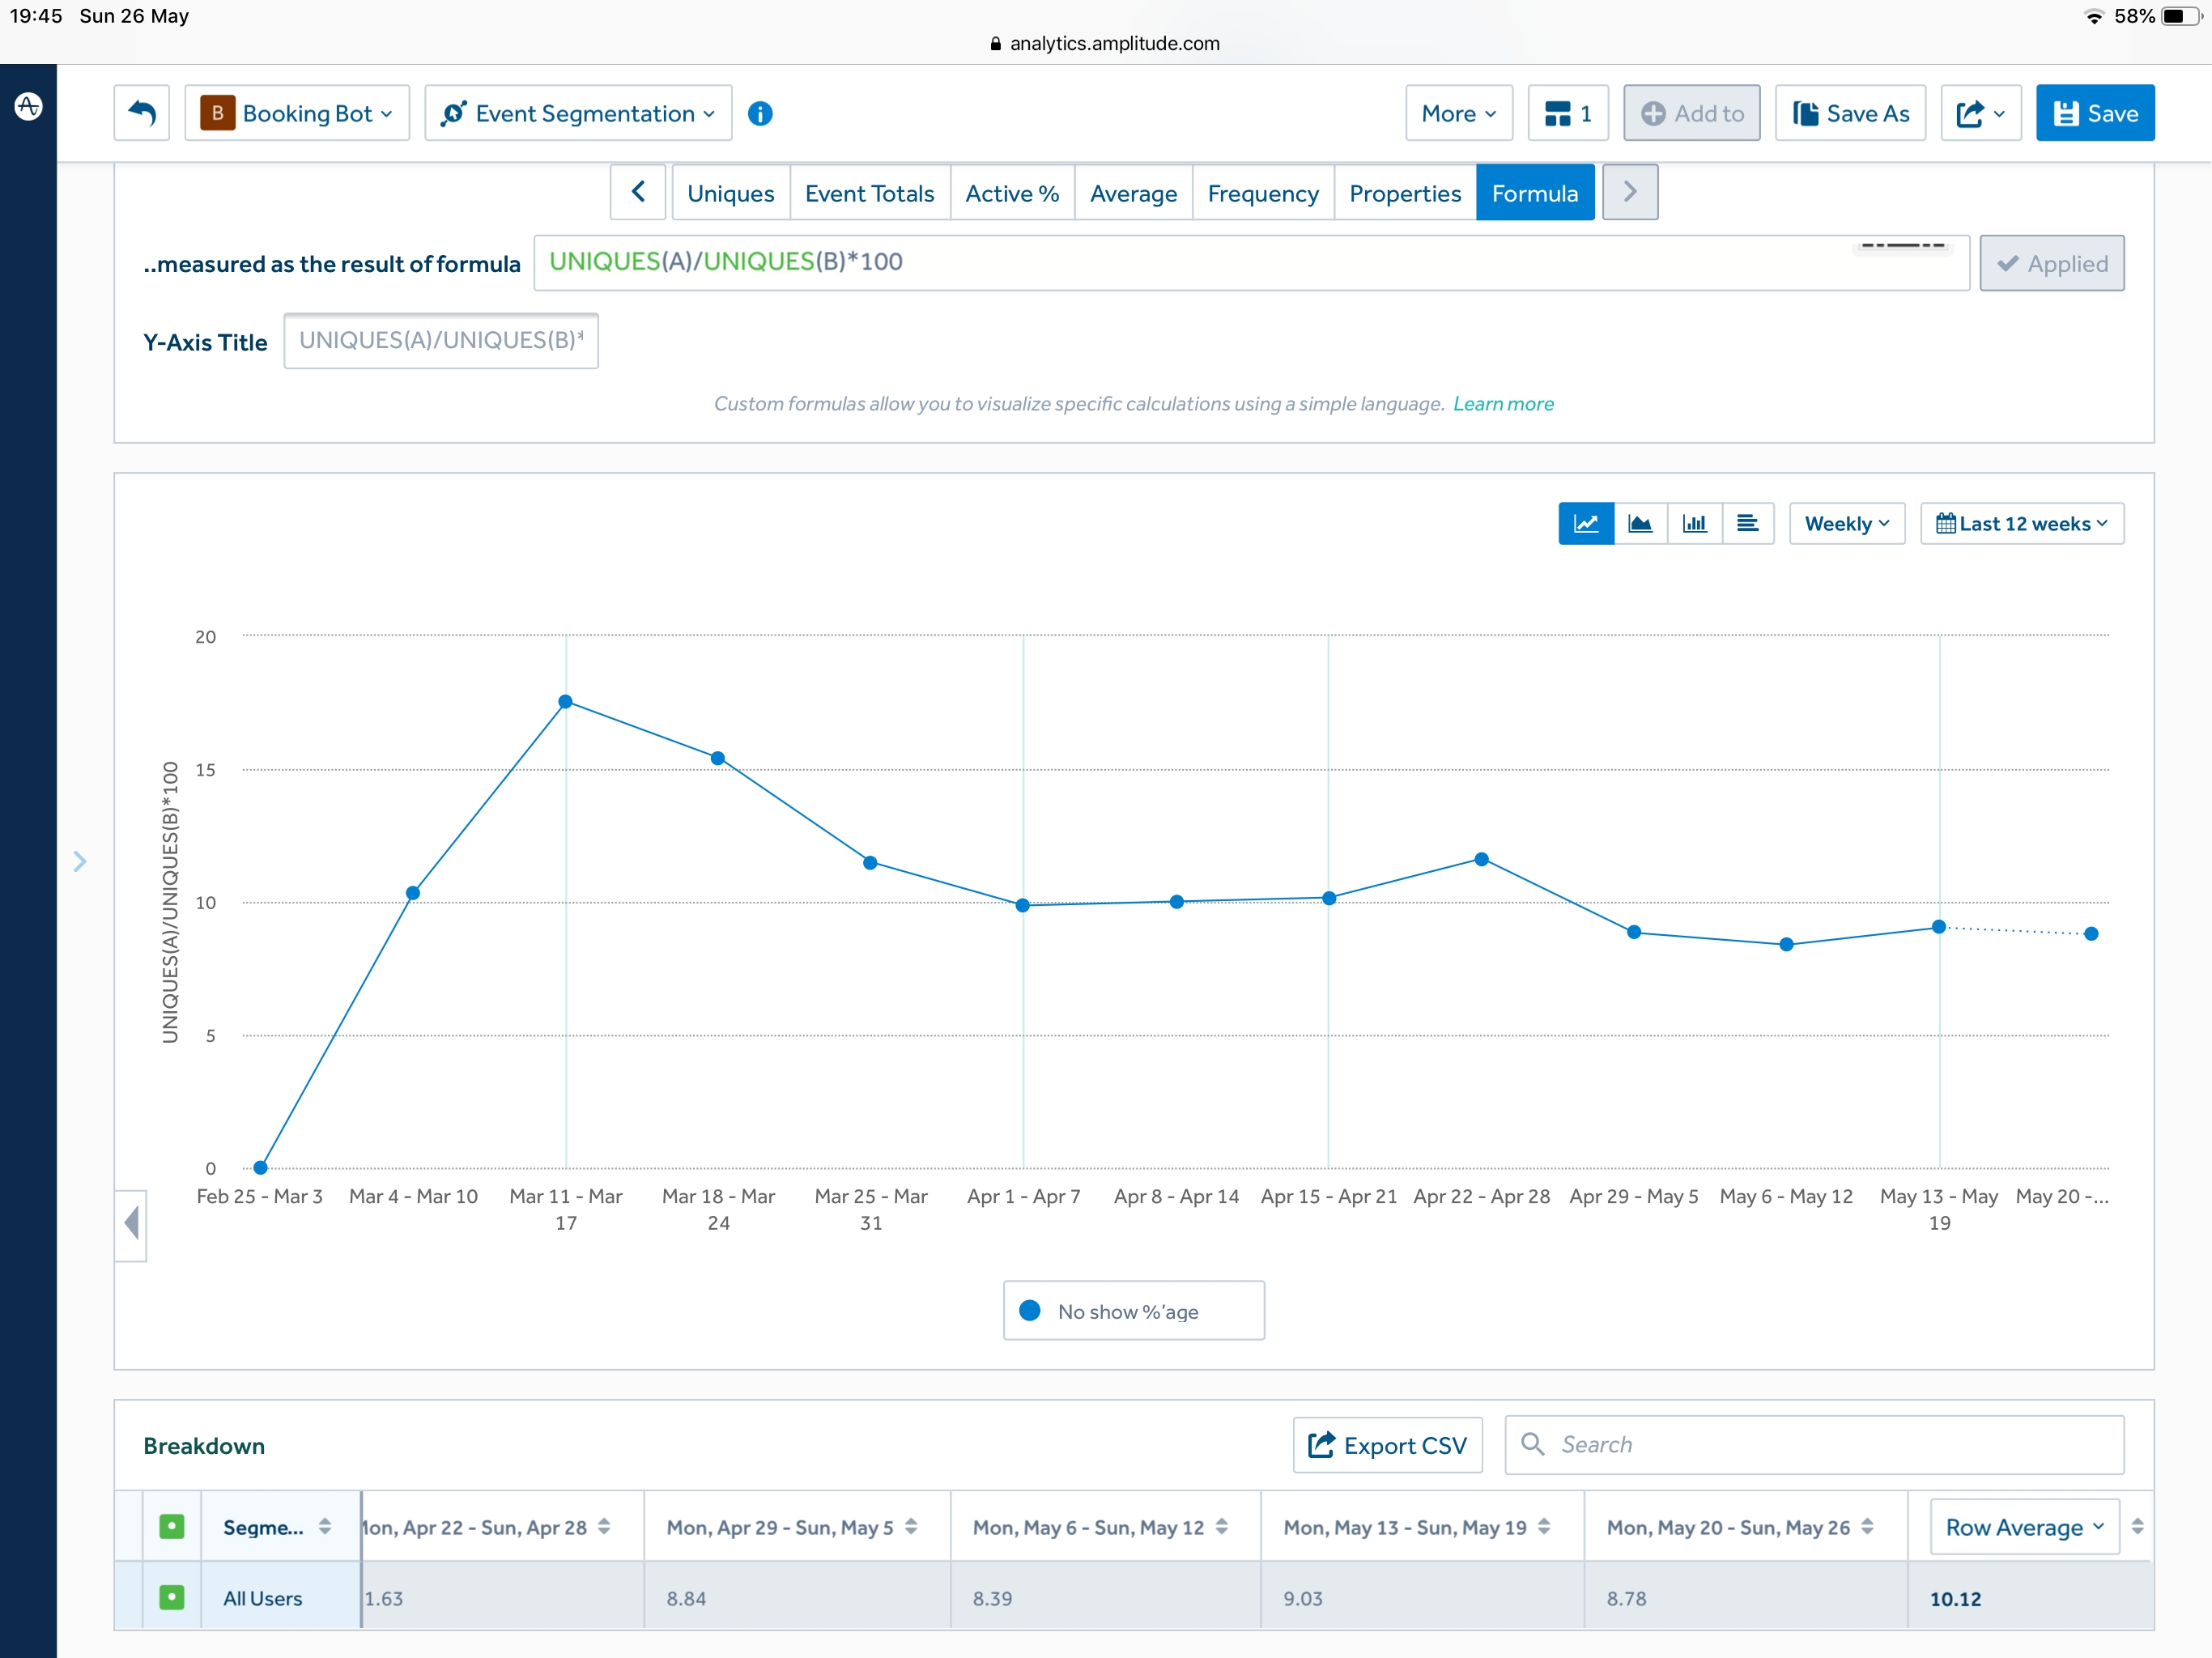 19:45 Sun 26 May
58%
analytics.amplitude.com
B Booking Bot Event Segmentation More 1 Add to Save As Save
Uniques Event Totals Active % Average Frequency Properties Formula
..measured as the result of formula UNIQUES(A)/UNIQUES(B)*100 Applied
Y-Axis Title UNIQUES(A)/UNIQUES(B)*
Custom formulas allow you to visualize specific calculations using a simple language. Learn more
Weekly Last 12 weeks
UNIQUES(A)/UNIQUES(B)*100
20
15
10
5
0
Feb 25 - Mar 3 Mar 4 - Mar 10 Mar 11 - Mar 17 Mar 18 - Mar 24 Mar 25 - Mar 31 Apr 1 - Apr 7 Apr 8 - Apr 14 Apr 15 - Apr 21 Apr 22 - Apr 28 Apr 29 - May 5 May 6 - May 12 May 13 - May 19 May 20 -...
No show %'age
Breakdown Export CSV Search
Segme... Mon, Apr 22 - Sun, Apr 28 Mon, Apr 29 - Sun, May 5 Mon, May 6 - Sun, May 12 Mon, May 13 - Sun, May 19 Mon, May 20 - Sun, May 26 Row Average
All Users 1.63 8.84 8.39 9.03 8.78 10.12